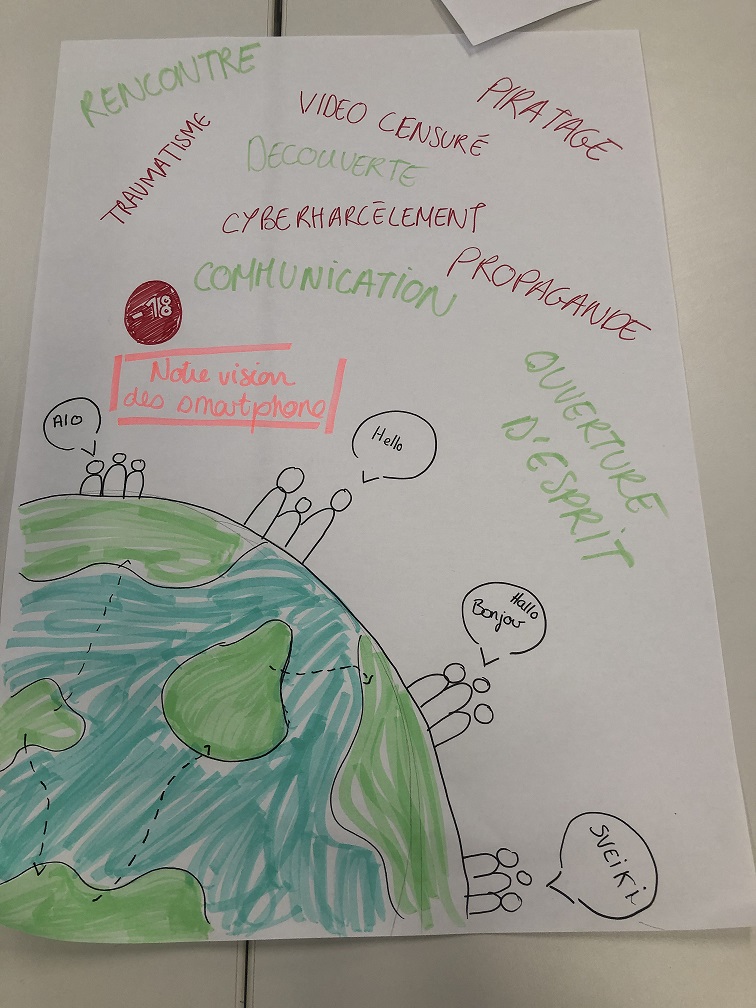 RENCONTRE
VIDEO CENSURÉ
PIRATAGE
TRAUMATISME
DECOUVERTE
CYBERHARCÈLEMENT
COMMUNICATION
PROPAGANDE
-18
Notre vision
des smartphone
OUVERTURE
D'ESPRIT
Alo
Hello
Hallo
Bonjour
SVEIKI